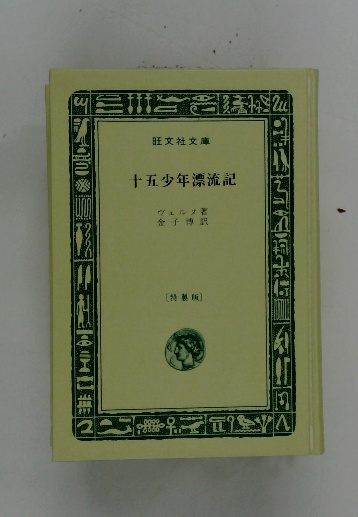 旺文社文庫
十五少年漂流記
ヴェルヌ著
金子博訳
[特製版]